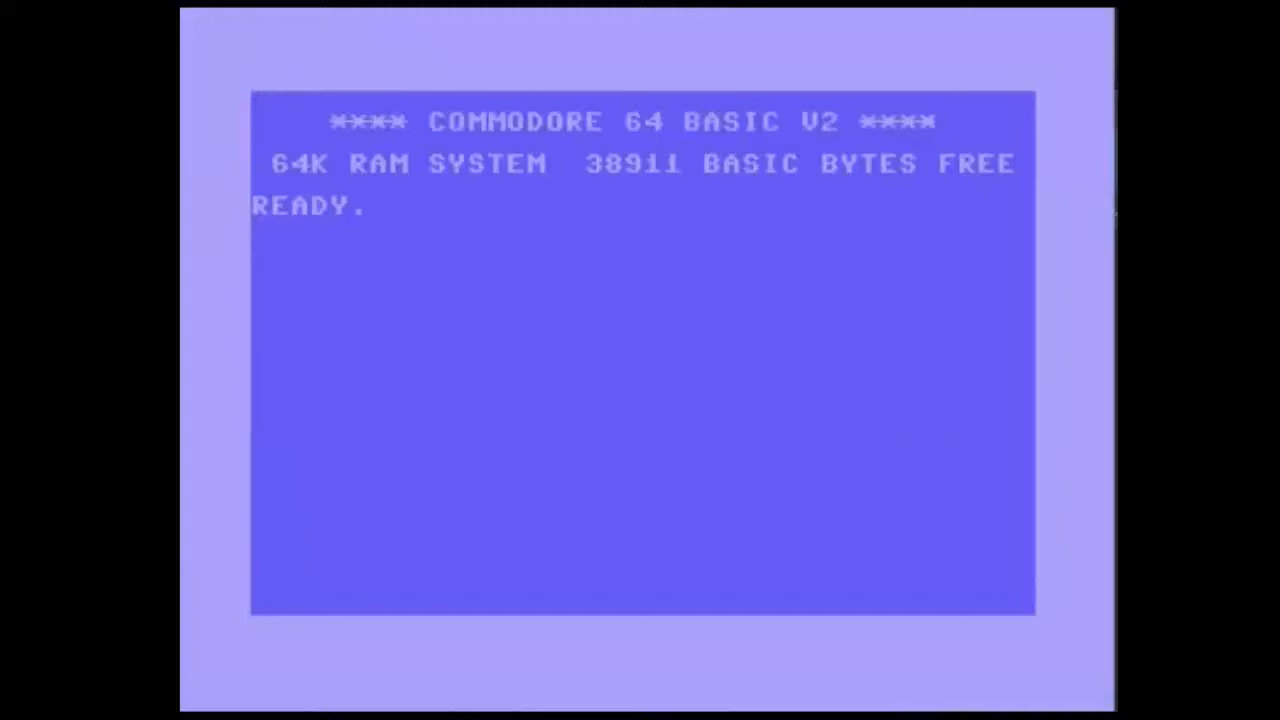 **** COMMODORE 64 BASIC V2 ****
64K RAM SYSTEM  38911 BASIC BYTES FREE
READY.